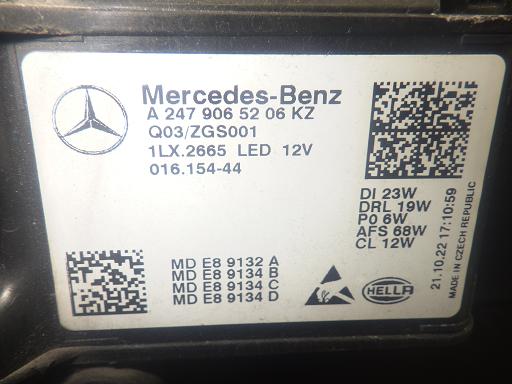 Mercedes-Benz
A 247 906 52 06 KZ
Q03/ZGS001
1LX.2665 LED 12V
016.154-44
DI 23W
DRL 19W
P0 6W
AFS 68W
CL 12W
21.10.22 17:10:59
MADE IN CZECH REPUBLIC
MD E8 9132 A
MD E8 9134 B
MD E8 9134 C
MD E8 9134 D
HELLA